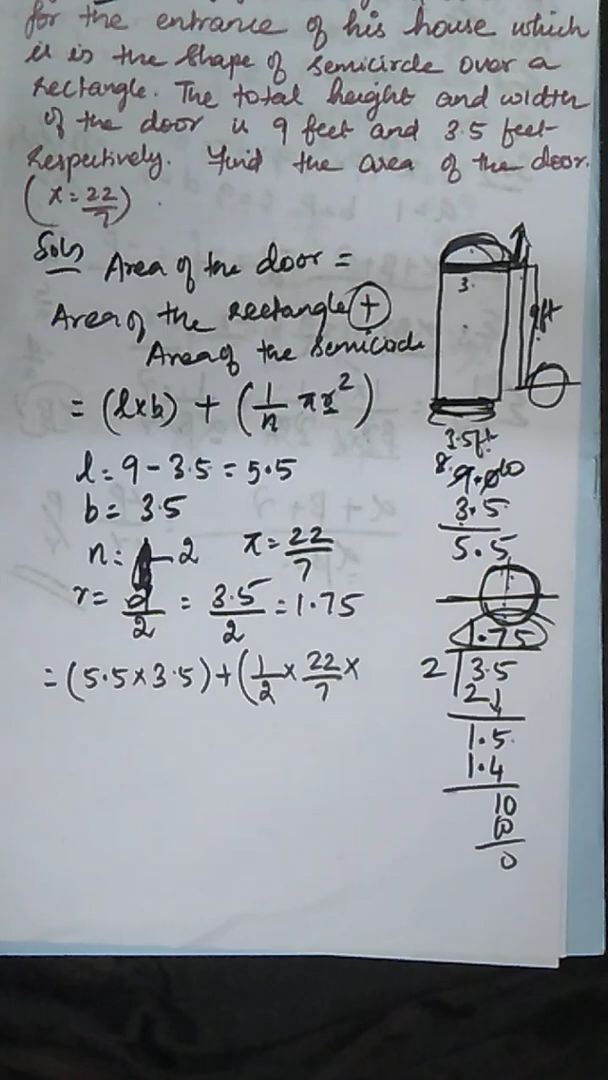 for the entrance of his house which
it is the shape of semicircle over a
rectangle. The total height and width
of the door is 9 feet and 3.5 feet
Respectively. find the area of the door.
(π = 22/7).
Soln Area of the door =
Area of the rectangle +
Area of the semicircle
= (l×b) + (1/n πr²)
l = 9 - 3.5 = 5.5
b = 3.5
n = 2 π = 22/7
r = d/2 = 3.5/2 = 1.75
= (5.5 × 3.5) + (1/2 × 22/7 ×
3.
9ft
3.5ft
3.5
5.5
1.75
2 3.5
2
1.5
1.4
10
10
0